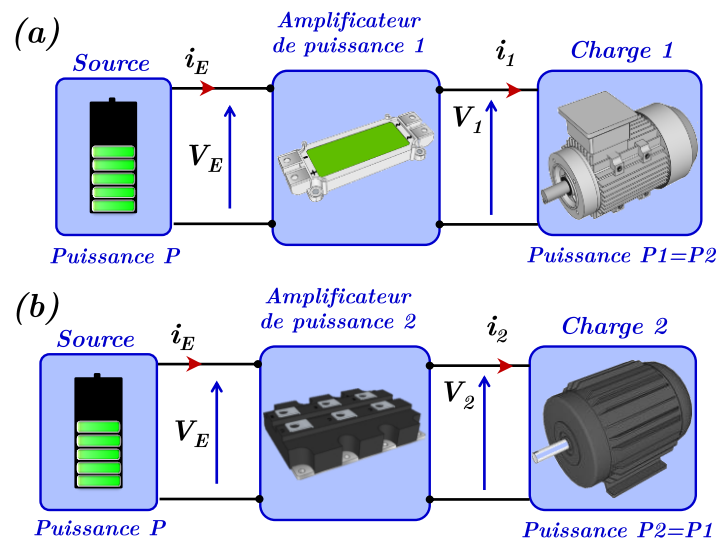 (a)
Source
i_E
Amplificateur
de puissance 1
i_1
Charge 1
V_E
V_1
Puissance P
Puissance P1=P2
(b)
Source
i_E
Amplificateur
de puissance 2
i_2
Charge 2
V_E
V_2
Puissance P
Puissance P2=P1